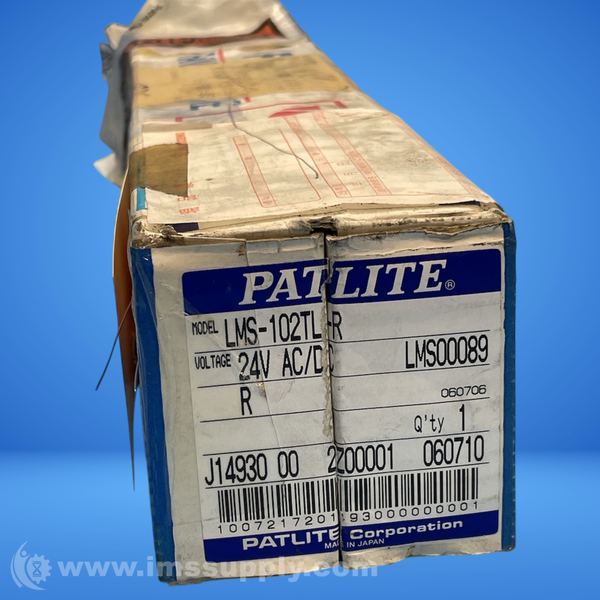 PATLITE®
MODEL LMS-102TL-R
VOLTAGE 24V AC/DC LMS00089
R 060706
Q'ty 1
J14930 00 2Z00001 060710
PATLITE Corporation
MADE IN JAPAN
www.imssupply.com